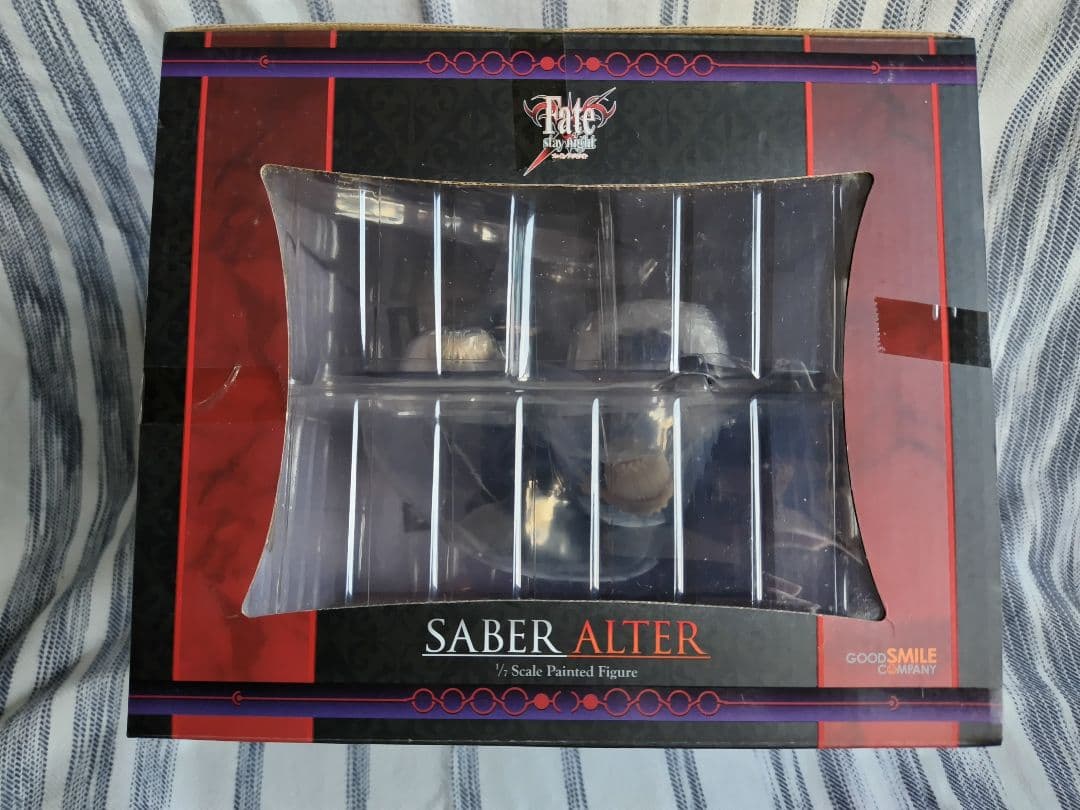 Fate
stay night
SABER ALTER
1/7 Scale Painted Figure
GOOD SMILE
COMPANY